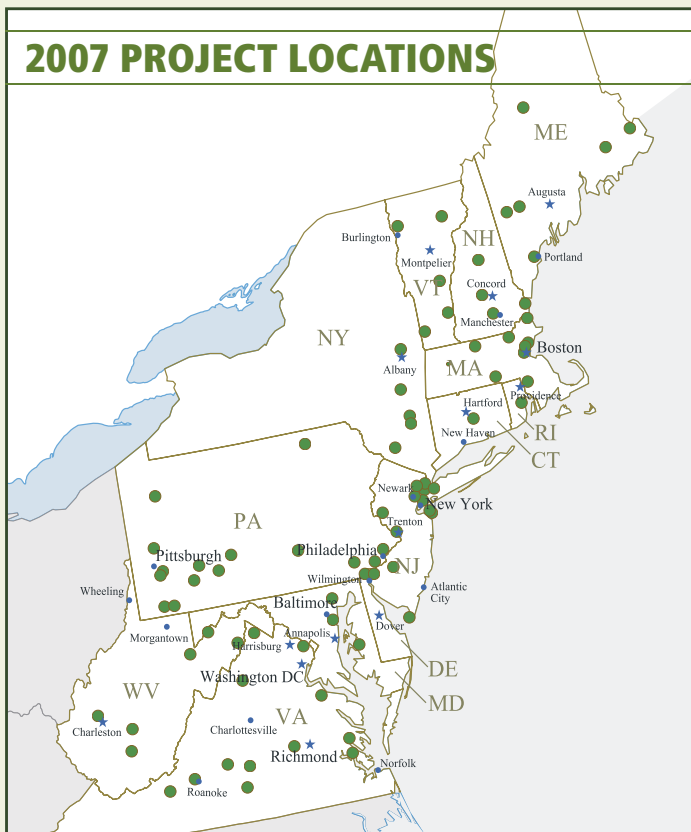 2007 PROJECT LOCATIONS
ME
Augusta
Burlington
NH
Montpelier
Portland
Concord
VT
Manchester
NY
Boston
Albany
MA
Providence
Hartford
New Haven
RI
CT
Newark
New York
PA
Trenton
Philadelphia
Pittsburgh
NJ
Wilmington
Wheeling
Atlantic
City
Baltimore
Dover
Morgantown
Annapolis
Harrisburg
DE
Washington DC
WV
MD
VA
Charlottesville
Charleston
Richmond
Norfolk
Roanoke